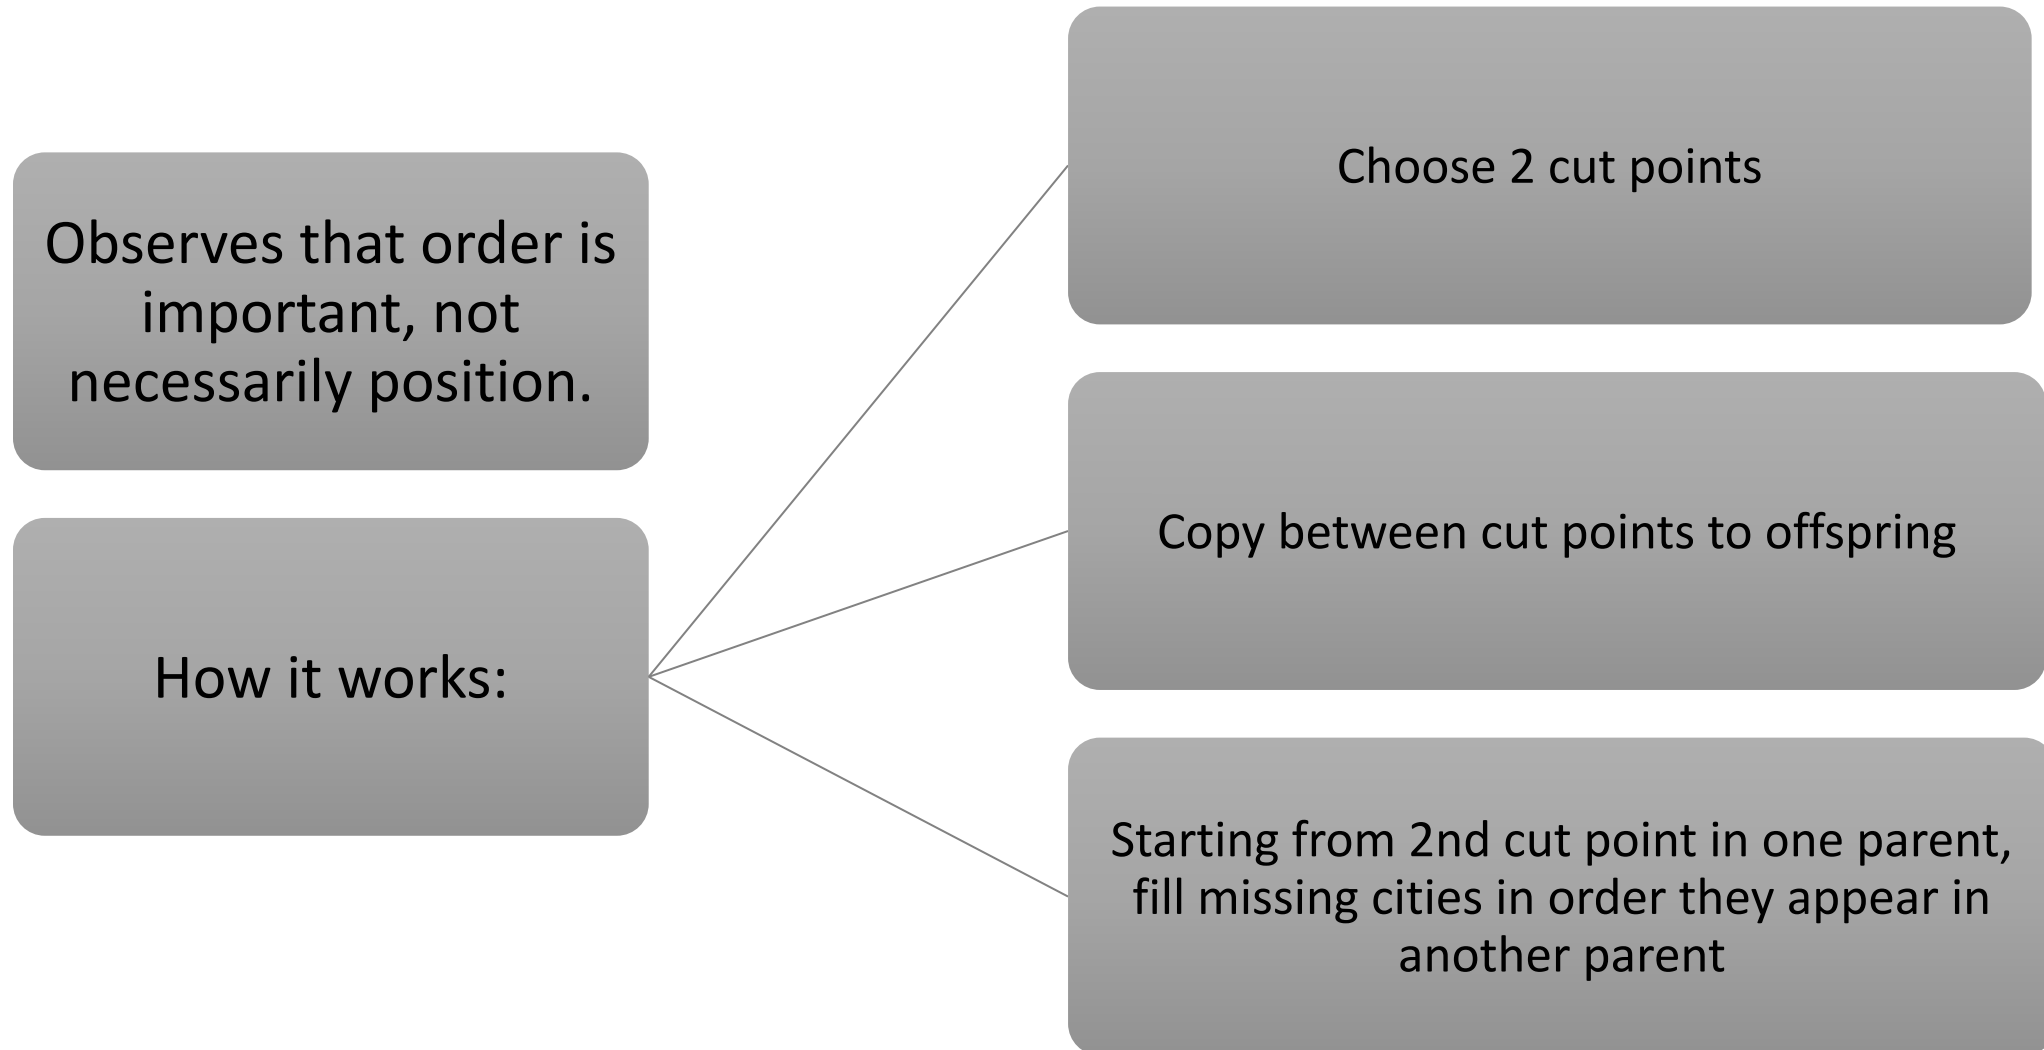 Observes that order is
important, not
necessarily position.
How it works:
Choose 2 cut points
Copy between cut points to offspring
Starting from 2nd cut point in one parent,
fill missing cities in order they appear in
another parent